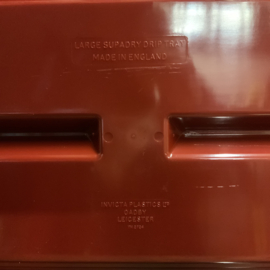 LARGE SUPADRY DRIP TRAY
MADE IN ENGLAND
INVICTA PLASTICS LTD
OADBY
LEICESTER